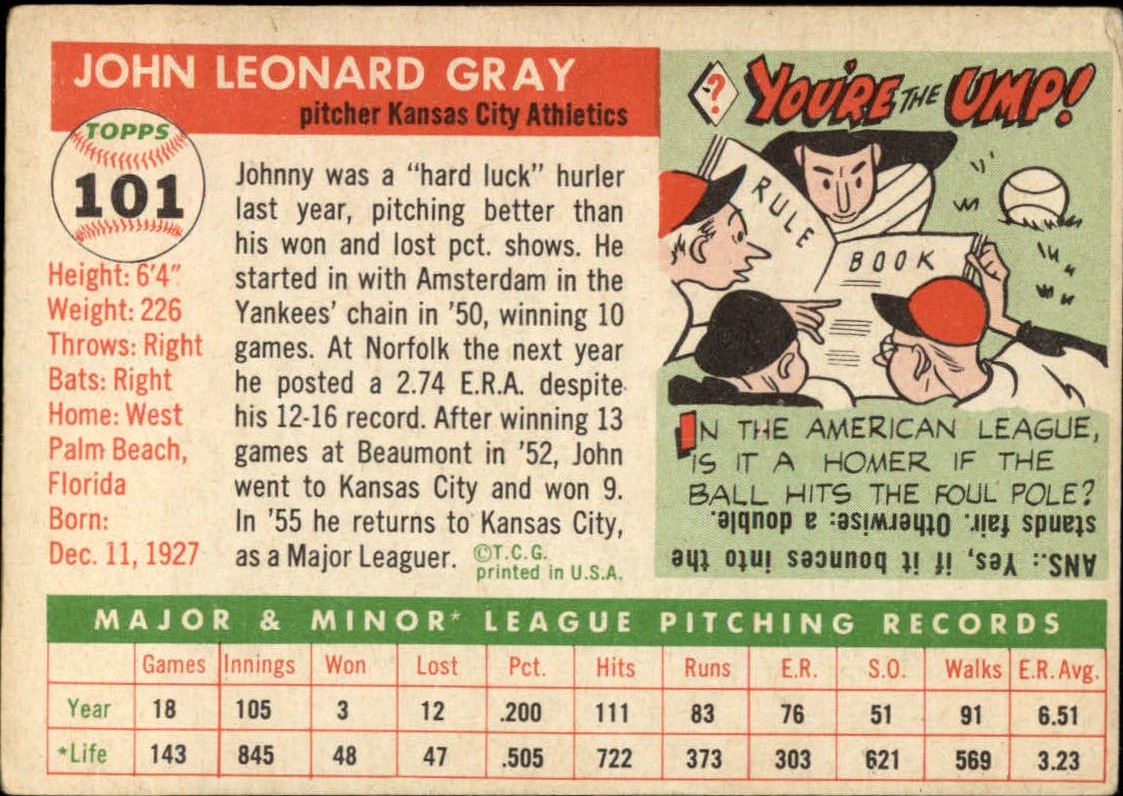 JOHN LEONARD GRAY
pitcher Kansas City Athletics
TOPPS
101
Height: 6'4"
Weight: 226
Throws: Right
Bats: Right
Home: West
Palm Beach,
Florida
Born:
Dec. 11, 1927
Johnny was a "hard luck" hurler
last year, pitching better than
his won and lost pct. shows. He
started in with Amsterdam in the
Yankees' chain in '50, winning 10
games. At Norfolk the next year
he posted a 2.74 E.R.A. despite
his 12-16 record. After winning 13
games at Beaumont in '52, John
went to Kansas City and won 9.
In '55 he returns to Kansas City,
as a Major Leaguer. ©T.C.G.
printed in U.S.A.
? YOU'RE THE UMP!
RULE
BOOK
IN THE AMERICAN LEAGUE,
IS IT A HOMER IF THE
BALL HITS THE FOUL POLE?
ANS.: Yes, if it bounces into the
stands fair. Otherwise: a double.
MAJOR & MINOR* LEAGUE PITCHING RECORDS
Games Innings Won Lost Pct. Hits Runs E.R. S.O. Walks E.R. Avg.
Year 18 105 3 12 .200 111 83 76 51 91 6.51
*Life 143 845 48 47 .505 722 373 303 621 569 3.23